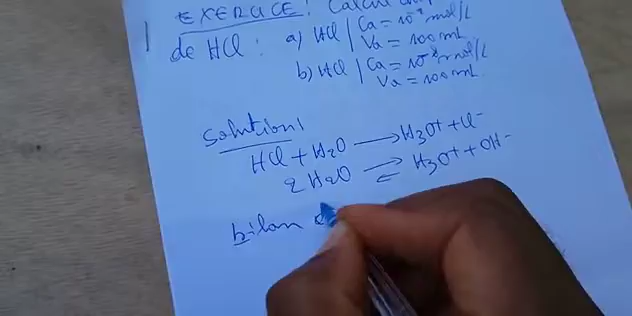 EXERCICE : Calcul
de HCl : a) HCl | Ca = 10⁻² mol/L
Va = 100 mL
b) HCl | Ca = 10⁻⁸ mol/L
Va = 100 mL
Solution
HCl + H₂O → H₃O⁺ + Cl⁻
2 H₂O ⇌ H₃O⁺ + OH⁻
bilan